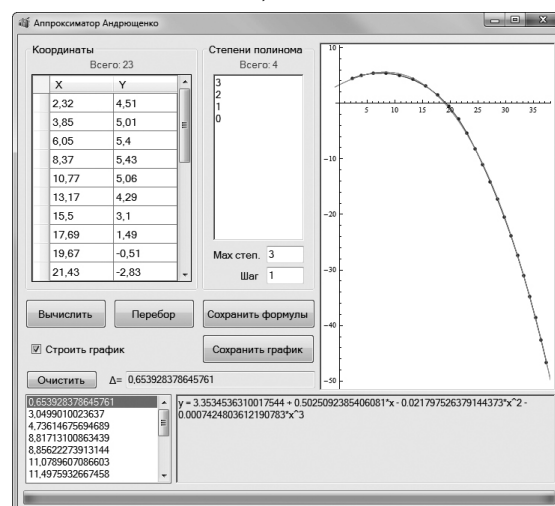 Аппроксиматор Андрющенко
Координаты
Всего: 23
X Y
2,32 4,51
3,85 5,01
6,05 5,4
8,37 5,43
10,77 5,06
13,17 4,29
15,5 3,1
17,69 1,49
19,67 -0,51
21,43 -2,83
Степени полинома
Всего: 4
3
2
1
0
Max степ. 3
Шаг 1
Вычислить Перебор Сохранить формулы
Строить график Сохранить график
Очистить Δ= 0,653928378645761
0,653928378645761
3,0499010023637
4,73614675694689
8,81713100863439
8,85622273913144
11,0789607086603
11,4975932667458
y = 3.3534536310017544 + 0.5025092385406081*x - 0.021797526379144373*x^2 -
0.0007424803612190783*x^3
10
5 10 15 20 25 30 35
-10
-20
-30
-40
-50